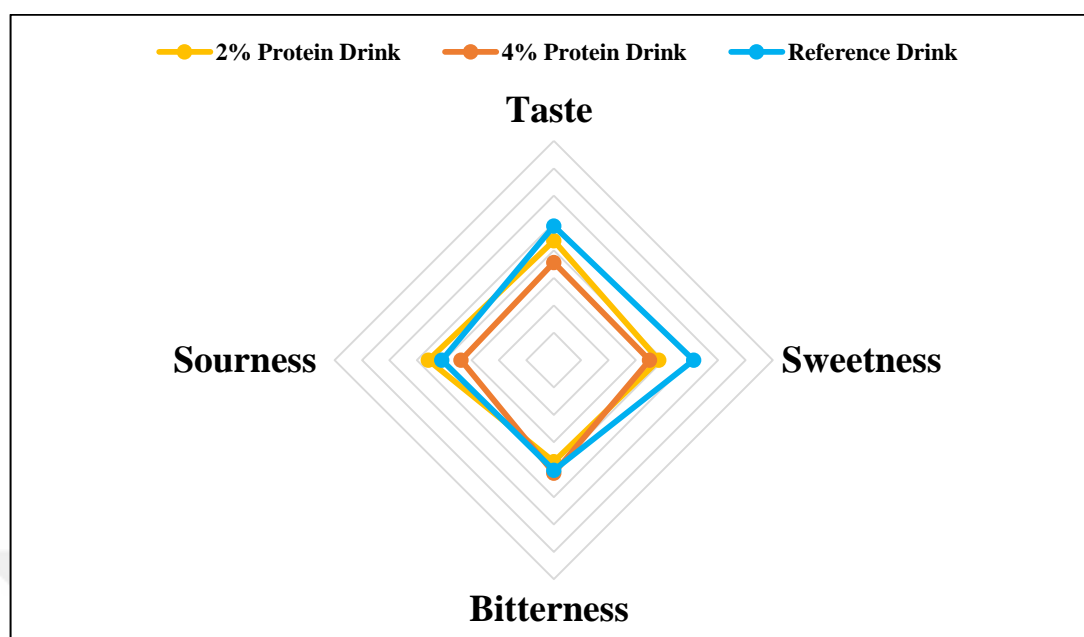 2% Protein Drink 4% Protein Drink Reference Drink
Taste
Sourness Sweetness
Bitterness